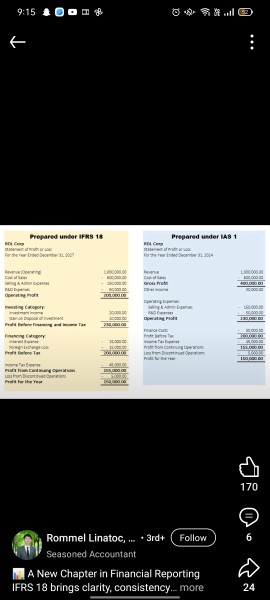 9:15
Prepared under IFRS 18
RDL Corp
Statement of Profit or Loss
For the Year Ended December 31, 2027
Revenue (Operating) 1,000,000.00
Cost of Sales - 600,000.00
Selling & Admin Expenses - 150,000.00
R&D Expenses - 50,000.00
Operating Profit 200,000.00
Investing Category:
Investment Income 20,000.00
Gain on Disposal of Investment 10,000.00
Profit Before Financing and Income Tax 230,000.00
Financing Category:
Interest Expense - 15,000.00
Foreign Exchange Loss - 15,000.00
Profit Before Tax 200,000.00
Income Tax Expense - 45,000.00
Profit from Continuing Operations 155,000.00
Loss from Discontinued Operations - 5,000.00
Profit for the Year 150,000.00
Prepared under IAS 1
RDL Corp
Statement of Profit or Loss
For the Year Ended December 31, 2024
Revenue 1,000,000.00
Cost of Sales - 600,000.00
Gross Profit 400,000.00
Other Income 30,000.00
Operating Expenses:
Selling & Admin Expenses - 150,000.00
R&D Expenses - 50,000.00
Operating Profit 230,000.00
Finance Costs - 30,000.00
Profit Before Tax 200,000.00
Income Tax Expense - 45,000.00
Profit from Continuing Operations 155,000.00
Loss from Discontinued Operations - 5,000.00
Profit for the Year 150,000.00
170
6
Rommel Linatoc, ... • 3rd+ Follow
Seasoned Accountant
A New Chapter in Financial Reporting
IFRS 18 brings clarity, consistency... more
24